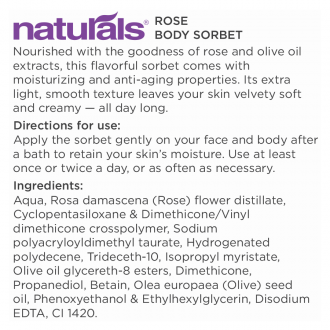 naturals® ROSE
BODY SORBET
Nourished with the goodness of rose and olive oil
extracts, this flavorful sorbet comes with
moisturizing and anti-aging properties. Its extra
light, smooth texture leaves your skin velvety soft
and creamy — all day long.
Directions for use:
Apply the sorbet gently on your face and body after
a bath to retain your skin's moisture. Use at least
once or twice a day, or as often as necessary.
Ingredients:
Aqua, Rosa damascena (Rose) flower distillate,
Cyclopentasiloxane & Dimethicone/Vinyl
dimethicone crosspolymer, Sodium
polyacryloyldimethyl taurate, Hydrogenated
polydecene, Trideceth-10, Isopropyl myristate,
Olive oil glycereth-8 esters, Dimethicone,
Propanediol, Betain, Olea europaea (Olive) seed
oil, Phenoxyethanol & Ethylhexylglycerin, Disodium
EDTA, CI 1420.